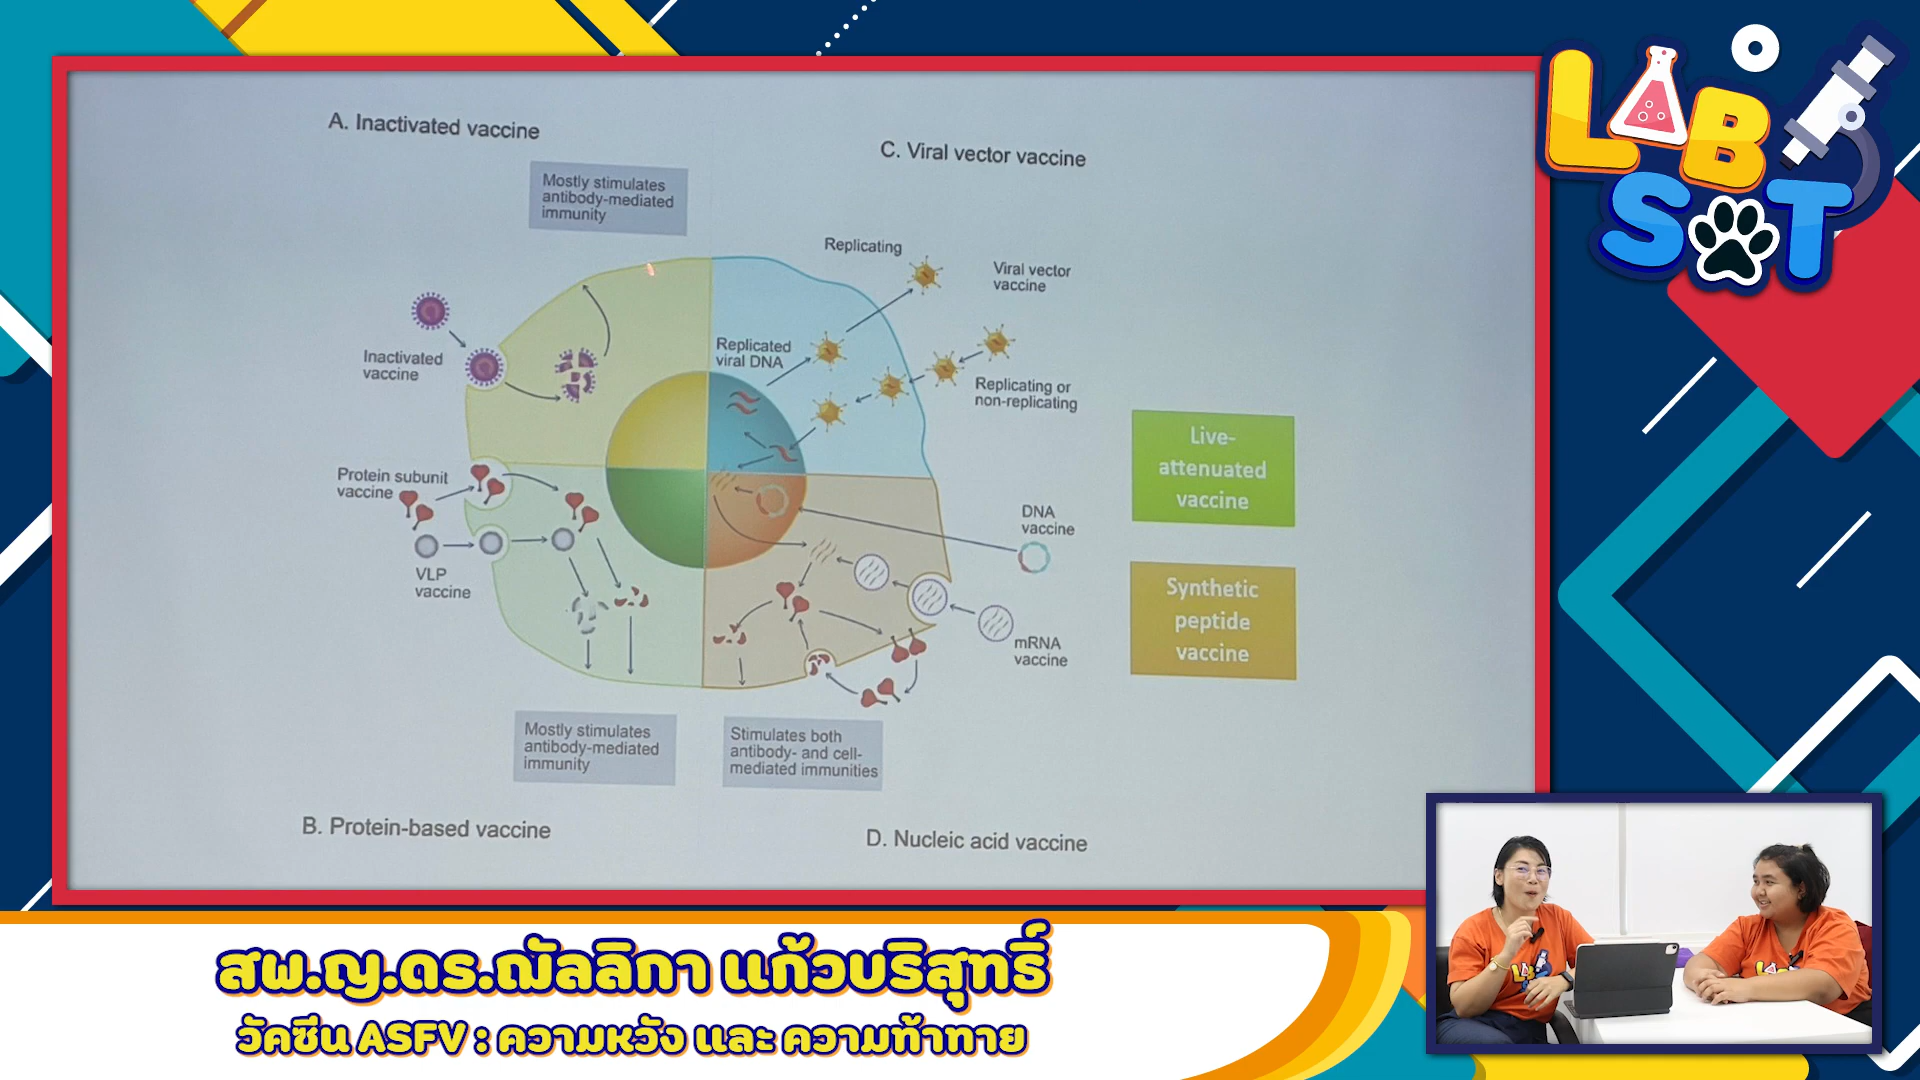 A. Inactivated vaccine
Mostly stimulates
antibody-mediated
immunity
Inactivated
vaccine
C. Viral vector vaccine
Replicating
Viral vector
vaccine
Replicated
viral DNA
Replicating or
non-replicating
Protein subunit
vaccine
VLP
vaccine
Mostly stimulates
antibody-mediated
immunity
B. Protein-based vaccine
DNA
vaccine
mRNA
vaccine
Stimulates both
antibody- and cell-
mediated immunities
D. Nucleic acid vaccine
Live-
attenuated
vaccine
Synthetic
peptide
vaccine
LAB
SOT
สพ.ญ.ดร.ฌัลลิกา แก้วบริสุทธิ์
วัคซีน ASFV : ความหวัง และ ความท้าทาย